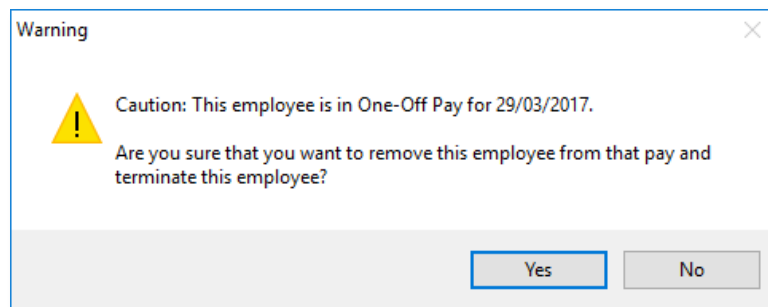 Warning
Caution: This employee is in One-Off Pay for 29/03/2017.
Are you sure that you want to remove this employee from that pay and
terminate this employee?
Yes No